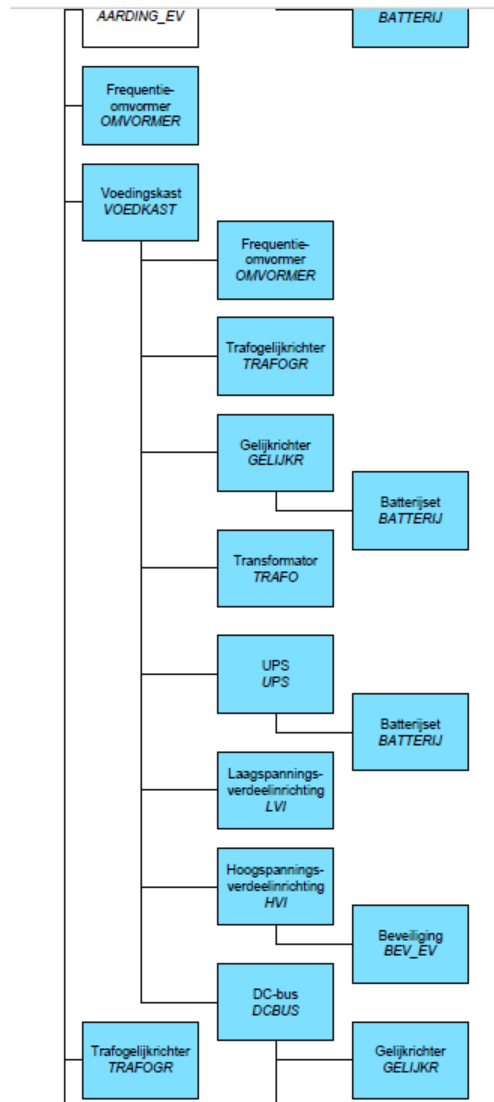 AARDING_EV
BATTERIJ
Frequentie-
omvormer
OMVORMER
Voedingskast
VOEDKAST
Frequentie-
omvormer
OMVORMER
Trafogelijkrichter
TRAFOGR
Gelijkrichter
GELIJKR
Batterijset
BATTERIJ
Transformator
TRAFO
UPS
UPS
Batterijset
BATTERIJ
Laagspannings-
verdeelinrichting
LVI
Hoogspannings-
verdeelinrichting
HVI
Beveiliging
BEV_EV
DC-bus
DCBUS
Trafogelijkrichter
TRAFOGR
Gelijkrichter
GELIJKR